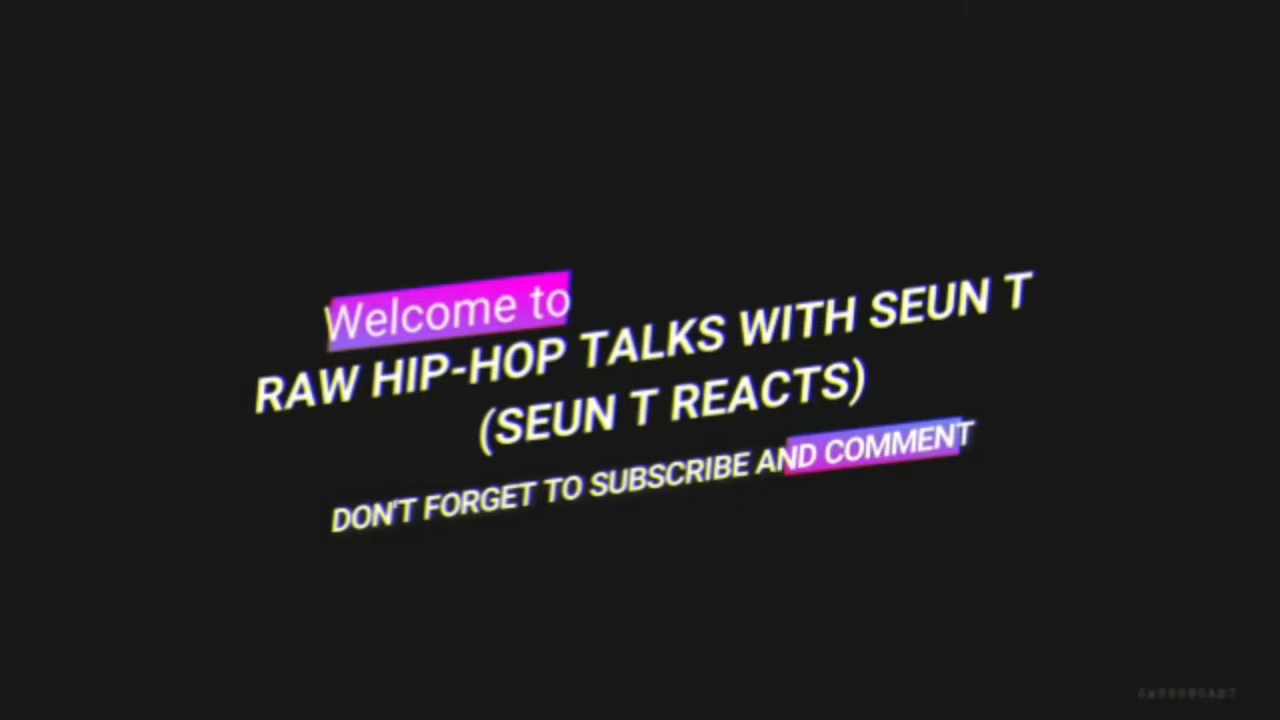 Welcome to
RAW HIP-HOP TALKS WITH SEUN T
(SEUN T REACTS)
DON'T FORGET TO SUBSCRIBE AND COMMENT